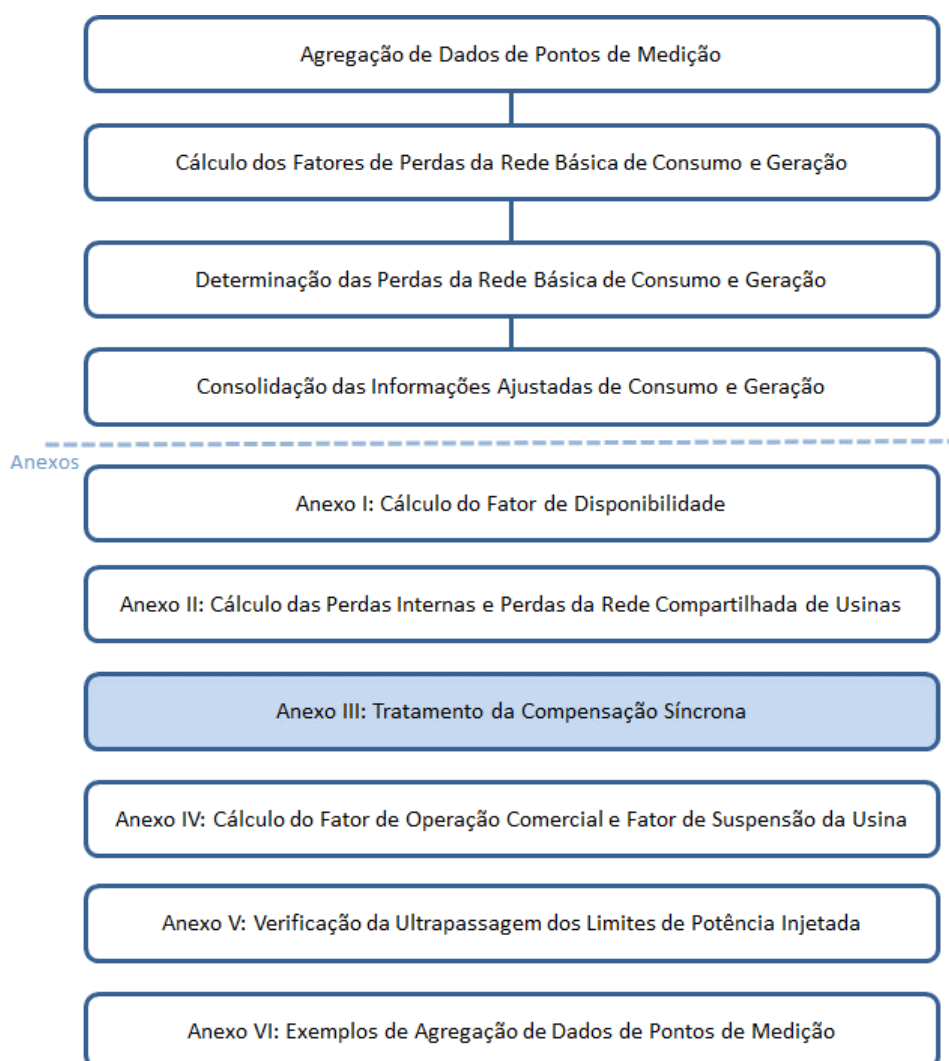 Agregação de Dados de Pontos de Medição
Cálculo dos Fatores de Perdas da Rede Básica de Consumo e Geração
Determinação das Perdas da Rede Básica de Consumo e Geração
Consolidação das Informações Ajustadas de Consumo e Geração
Anexos
Anexo I: Cálculo do Fator de Disponibilidade
Anexo II: Cálculo das Perdas Internas e Perdas da Rede Compartilhada de Usinas
Anexo III: Tratamento da Compensação Síncrona
Anexo IV: Cálculo do Fator de Operação Comercial e Fator de Suspensão da Usina
Anexo V: Verificação da Ultrapassagem dos Limites de Potência Injetada
Anexo VI: Exemplos de Agregação de Dados de Pontos de Medição